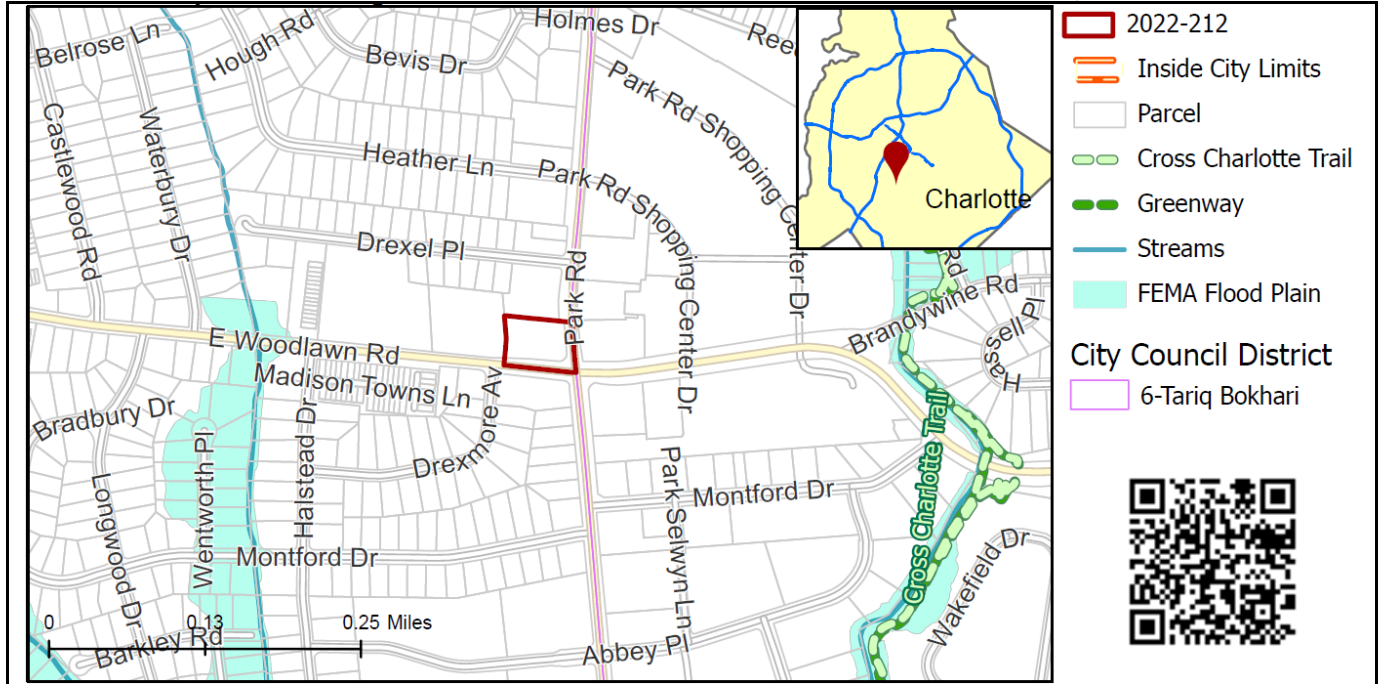 Belrose Ln
Hough Rd
Bevis Dr
Holmes Dr
Castlewood Rd
Waterbury Dr
Heather Ln
Park Rd Shopping Center Dr
Park Rd Shopping Center Dr
Drexel Pl
Park Rd
E Woodlawn Rd
Madison Towns Ln
Drexmore Av
Bradbury Dr
Longwood Dr
Wentworth Pl
Halstead Dr
Montford Dr
Montford Dr
Park Selwyn Ln
Abbey Pl
Barkley Rd
Brandywine Rd
Rd
Hassell Pl
Cross Charlotte Trail
Wakefield Dr
0
0.13
0.25 Miles
Charlotte
2022-212
Inside City Limits
Parcel
Cross Charlotte Trail
Greenway
Streams
FEMA Flood Plain
City Council District
6-Tariq Bokhari